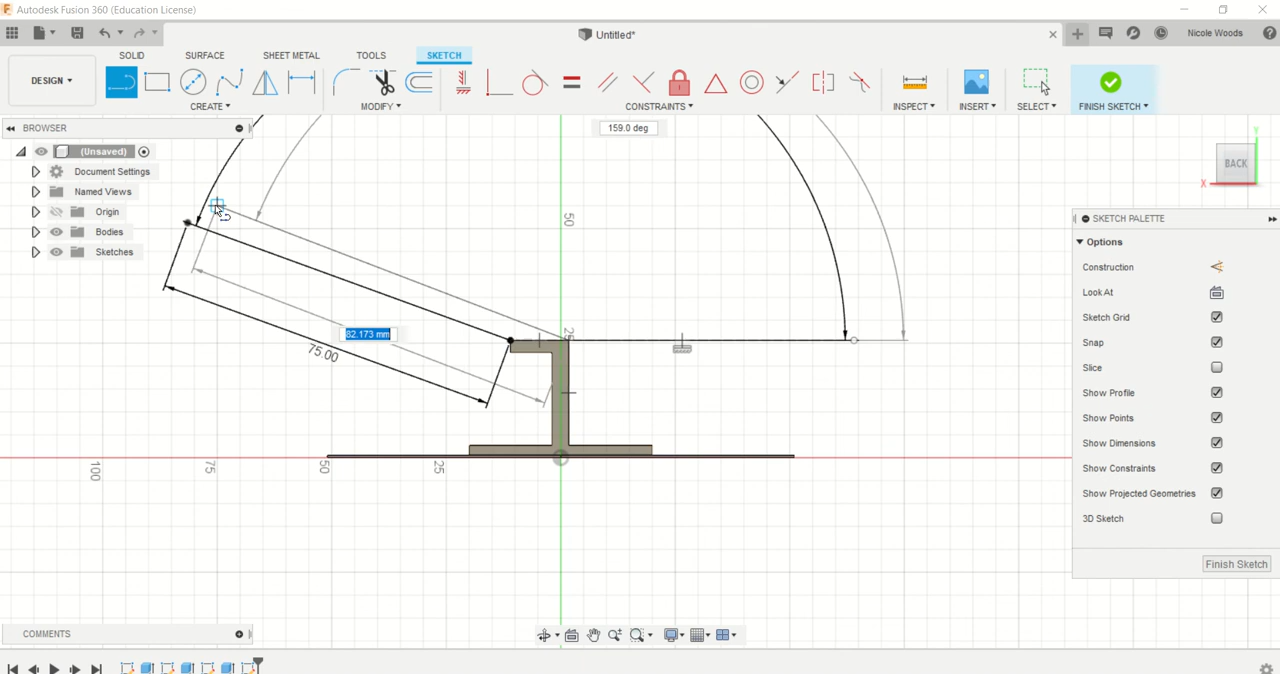 Autodesk Fusion 360 (Education License)
Untitled*
Nicole Woods
DESIGN
SOLID SURFACE SHEET METAL TOOLS SKETCH
CREATE MODIFY CONSTRAINTS INSPECT INSERT SELECT FINISH SKETCH
BROWSER
(Unsaved)
Document Settings
Named Views
Origin
Bodies
Sketches
159.0 deg
50
25
82.173 mm
75.00
100
75
50
25
BACK
X
Y
SKETCH PALETTE
Options
Construction
Look At
Sketch Grid
Snap
Slice
Show Profile
Show Points
Show Dimensions
Show Constraints
Show Projected Geometries
3D Sketch
Finish Sketch
COMMENTS